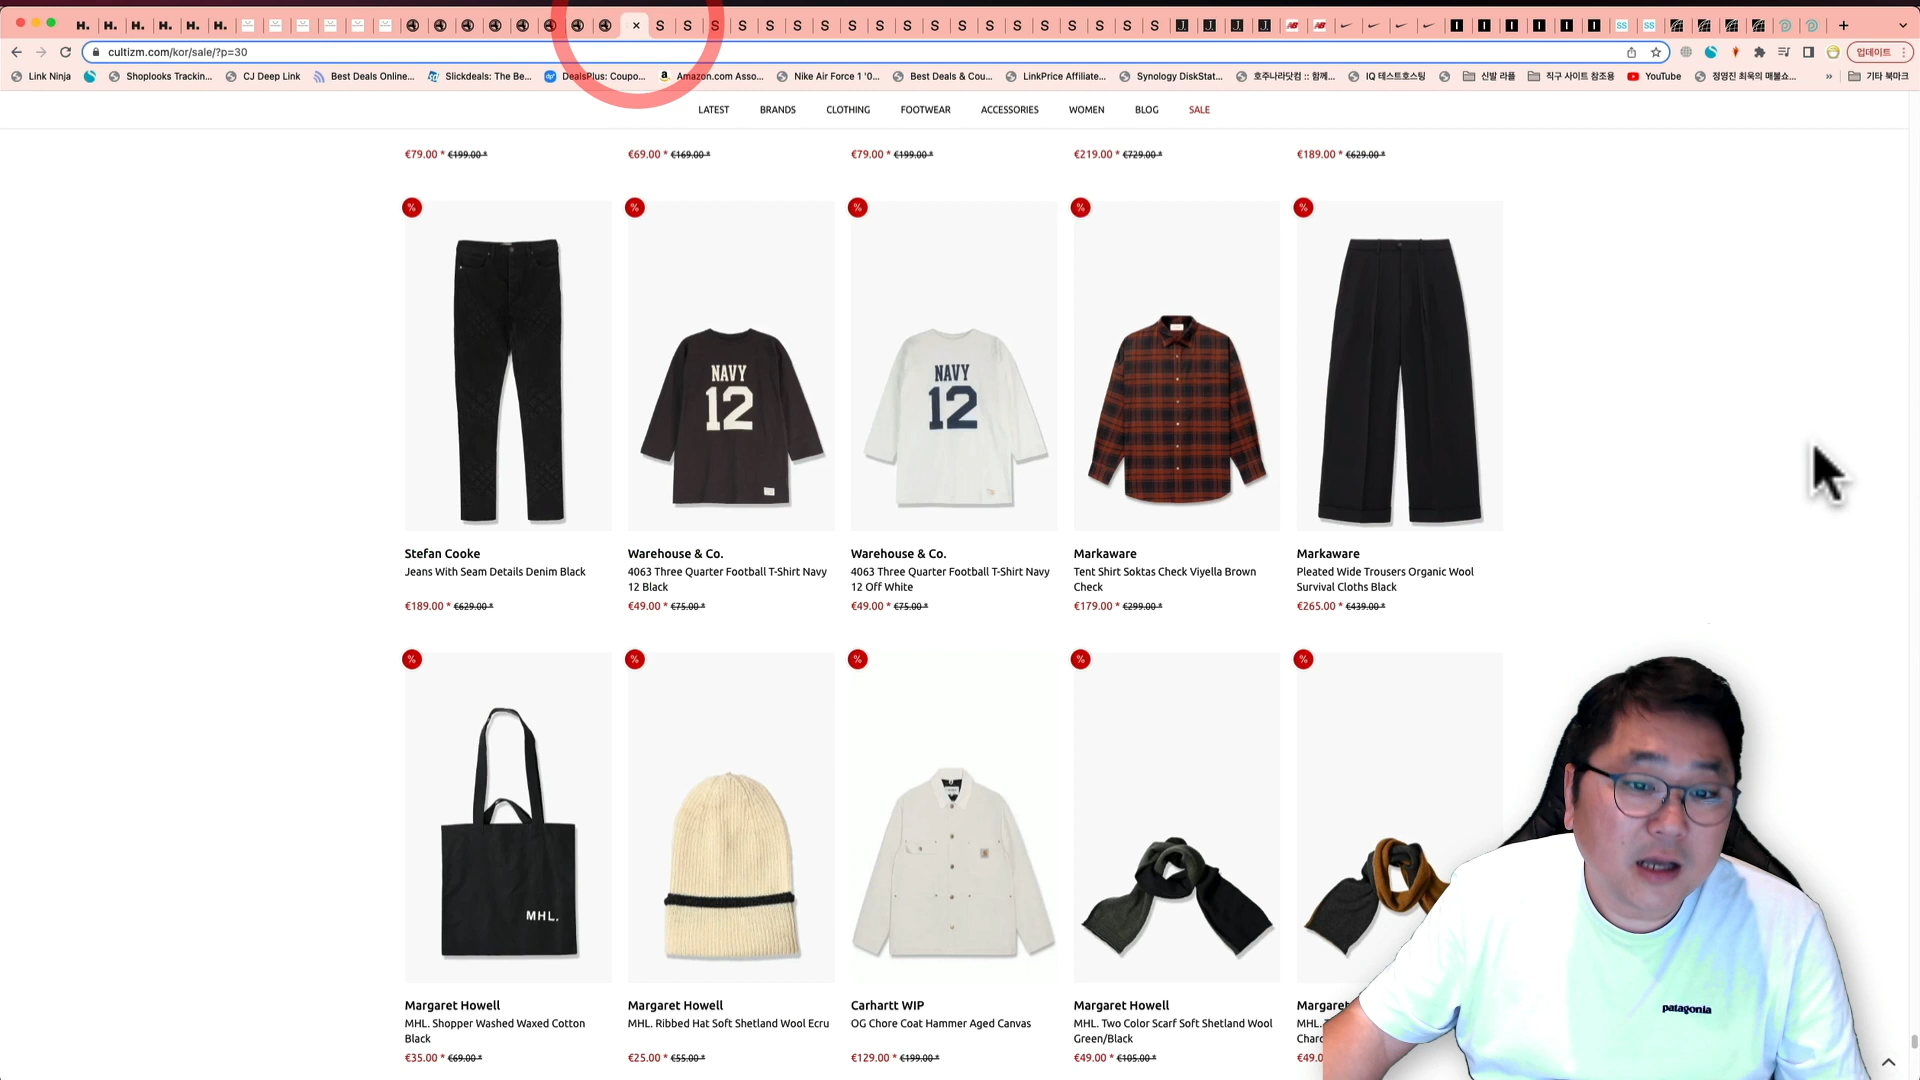 cultizm.com/kor/sale/?p=30
업데이트
Link Ninja
Shoplooks Trackin...
CJ Deep Link
Best Deals Online...
Slickdeals: The Be...
DealsPlus: Coupo...
Amazon.com Asso...
Nike Air Force 1 '0...
Best Deals & Cou...
LinkPrice Affiliate...
Synology DiskStat...
호주나라닷컴 :: 함께...
IQ 테스트호스팅
신발 라플
직구 사이트 참조용
YouTube
정영진 최욱의 매불쇼...
»
기타 북마크
LATEST
BRANDS
CLOTHING
FOOTWEAR
ACCESSORIES
WOMEN
BLOG
SALE
€79.00 * €199.00 *
€69.00 * €169.00 *
€79.00 * €199.00 *
€219.00 * €729.00 *
€189.00 * €629.00 *
%
%
%
%
%
NAVY
12
NAVY
12
Stefan Cooke
Jeans With Seam Details Denim Black
€189.00 * €629.00 *
Warehouse & Co.
4063 Three Quarter Football T-Shirt Navy
12 Black
€49.00 * €75.00 *
Warehouse & Co.
4063 Three Quarter Football T-Shirt Navy
12 Off White
€49.00 * €75.00 *
Markaware
Tent Shirt Soktas Check Viyella Brown
Check
€179.00 * €299.00 *
Markaware
Pleated Wide Trousers Organic Wool
Survival Cloths Black
€265.00 * €439.00 *
%
%
%
%
%
MHL.
Margaret Howell
MHL. Shopper Washed Waxed Cotton
Black
€35.00 * €69.00 *
Margaret Howell
MHL. Ribbed Hat Soft Shetland Wool Ecru
€25.00 * €55.00 *
Carhartt WIP
OG Chore Coat Hammer Aged Canvas
€129.00 * €199.00 *
Margaret Howell
MHL. Two Color Scarf Soft Shetland Wool
Green/Black
€49.00 * €105.00 *
Margaret
MHL.
Charc
€49.0
patagonia